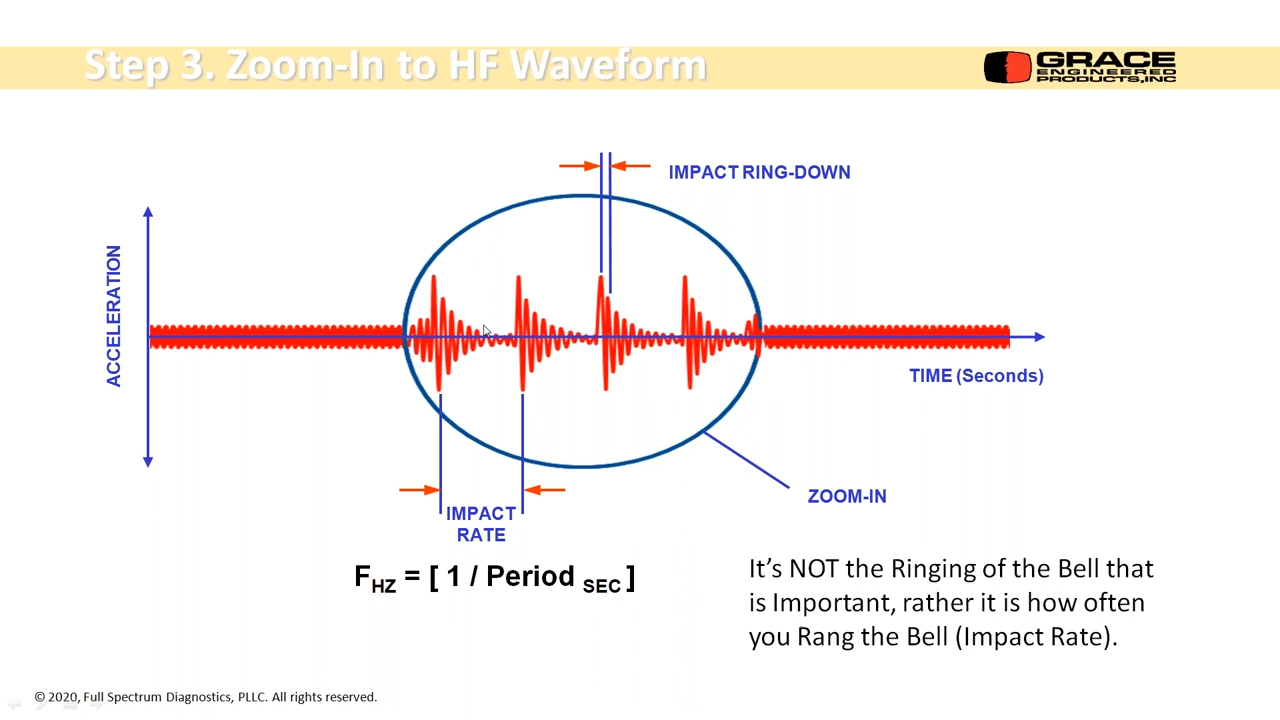 Step 3. Zoom-In to HF Waveform
GRACE
ENGINEERED
PRODUCTS,INC
IMPACT RING-DOWN
ACCELERATION
TIME (Seconds)
ZOOM-IN
IMPACT
RATE
F HZ = [ 1 / Period SEC ]
It’s NOT the Ringing of the Bell that
is Important, rather it is how often
you Rang the Bell (Impact Rate).
© 2020, Full Spectrum Diagnostics, PLLC. All rights reserved.